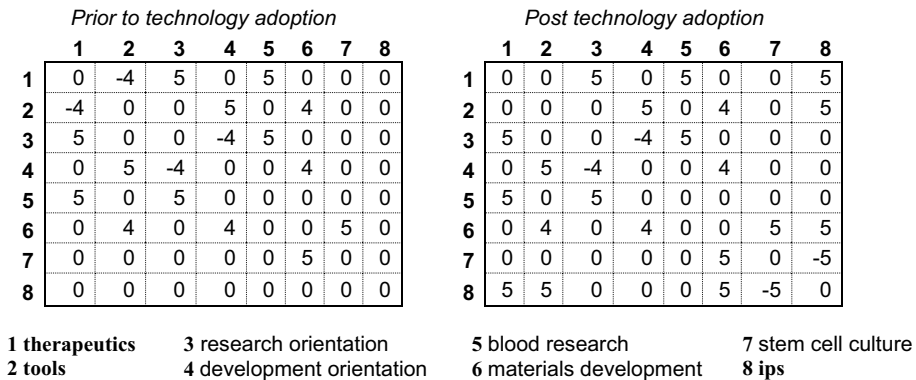 Prior to technology adoption Post technology adoption
1 2 3 4 5 6 7 8 1 2 3 4 5 6 7 8
1 0 -4 5 0 5 0 0 0 0 0 5 0 5 0 0 5
2 -4 0 0 5 0 4 0 0 0 0 0 5 0 4 0 5
3 5 0 0 -4 5 0 0 0 5 0 0 -4 5 0 0 0
4 0 5 -4 0 0 4 0 0 0 5 -4 0 0 4 0 0
5 5 0 5 0 0 0 0 0 5 0 5 0 0 0 0 0
6 0 4 0 4 0 0 5 0 0 4 0 4 0 0 5 5
7 0 0 0 0 0 5 0 0 0 0 0 0 0 5 0 -5
8 0 0 0 0 0 0 0 0 5 5 0 0 0 5 -5 0
1 therapeutics 3 research orientation 5 blood research 7 stem cell culture
2 tools 4 development orientation 6 materials development 8 ips